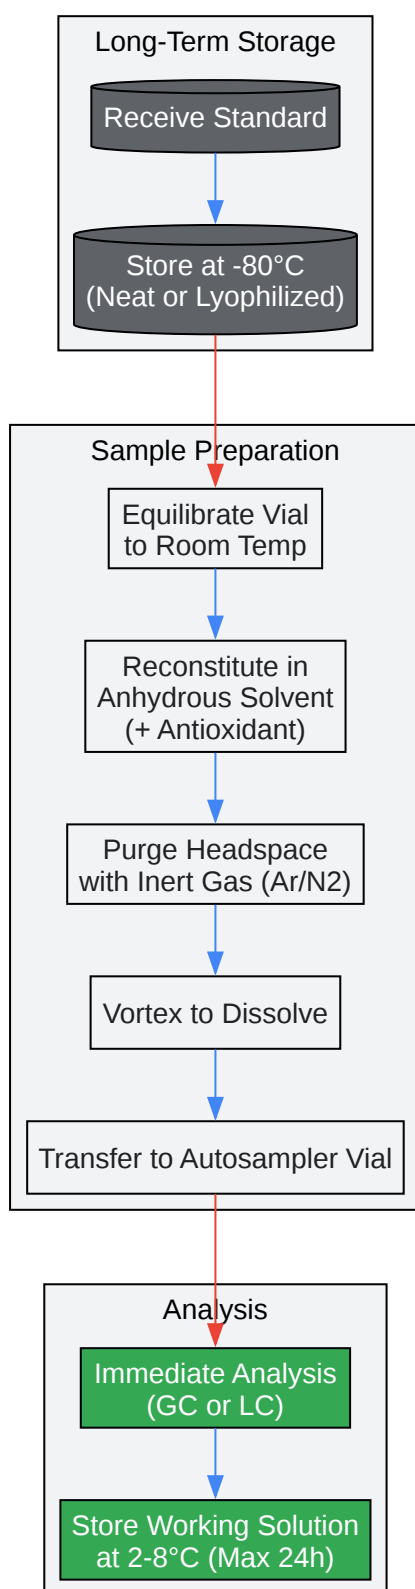 Long-Term Storage
Receive Standard
Store at -80°C
(Neat or Lyophilized)
Sample Preparation
Equilibrate Vial
to Room Temp
Reconstitute in
Anhydrous Solvent
(+ Antioxidant)
Purge Headspace
with Inert Gas (Ar/N2)
Vortex to Dissolve
Transfer to Autosampler Vial
Analysis
Immediate Analysis
(GC or LC)
Store Working Solution
at 2-8°C (Max 24h)